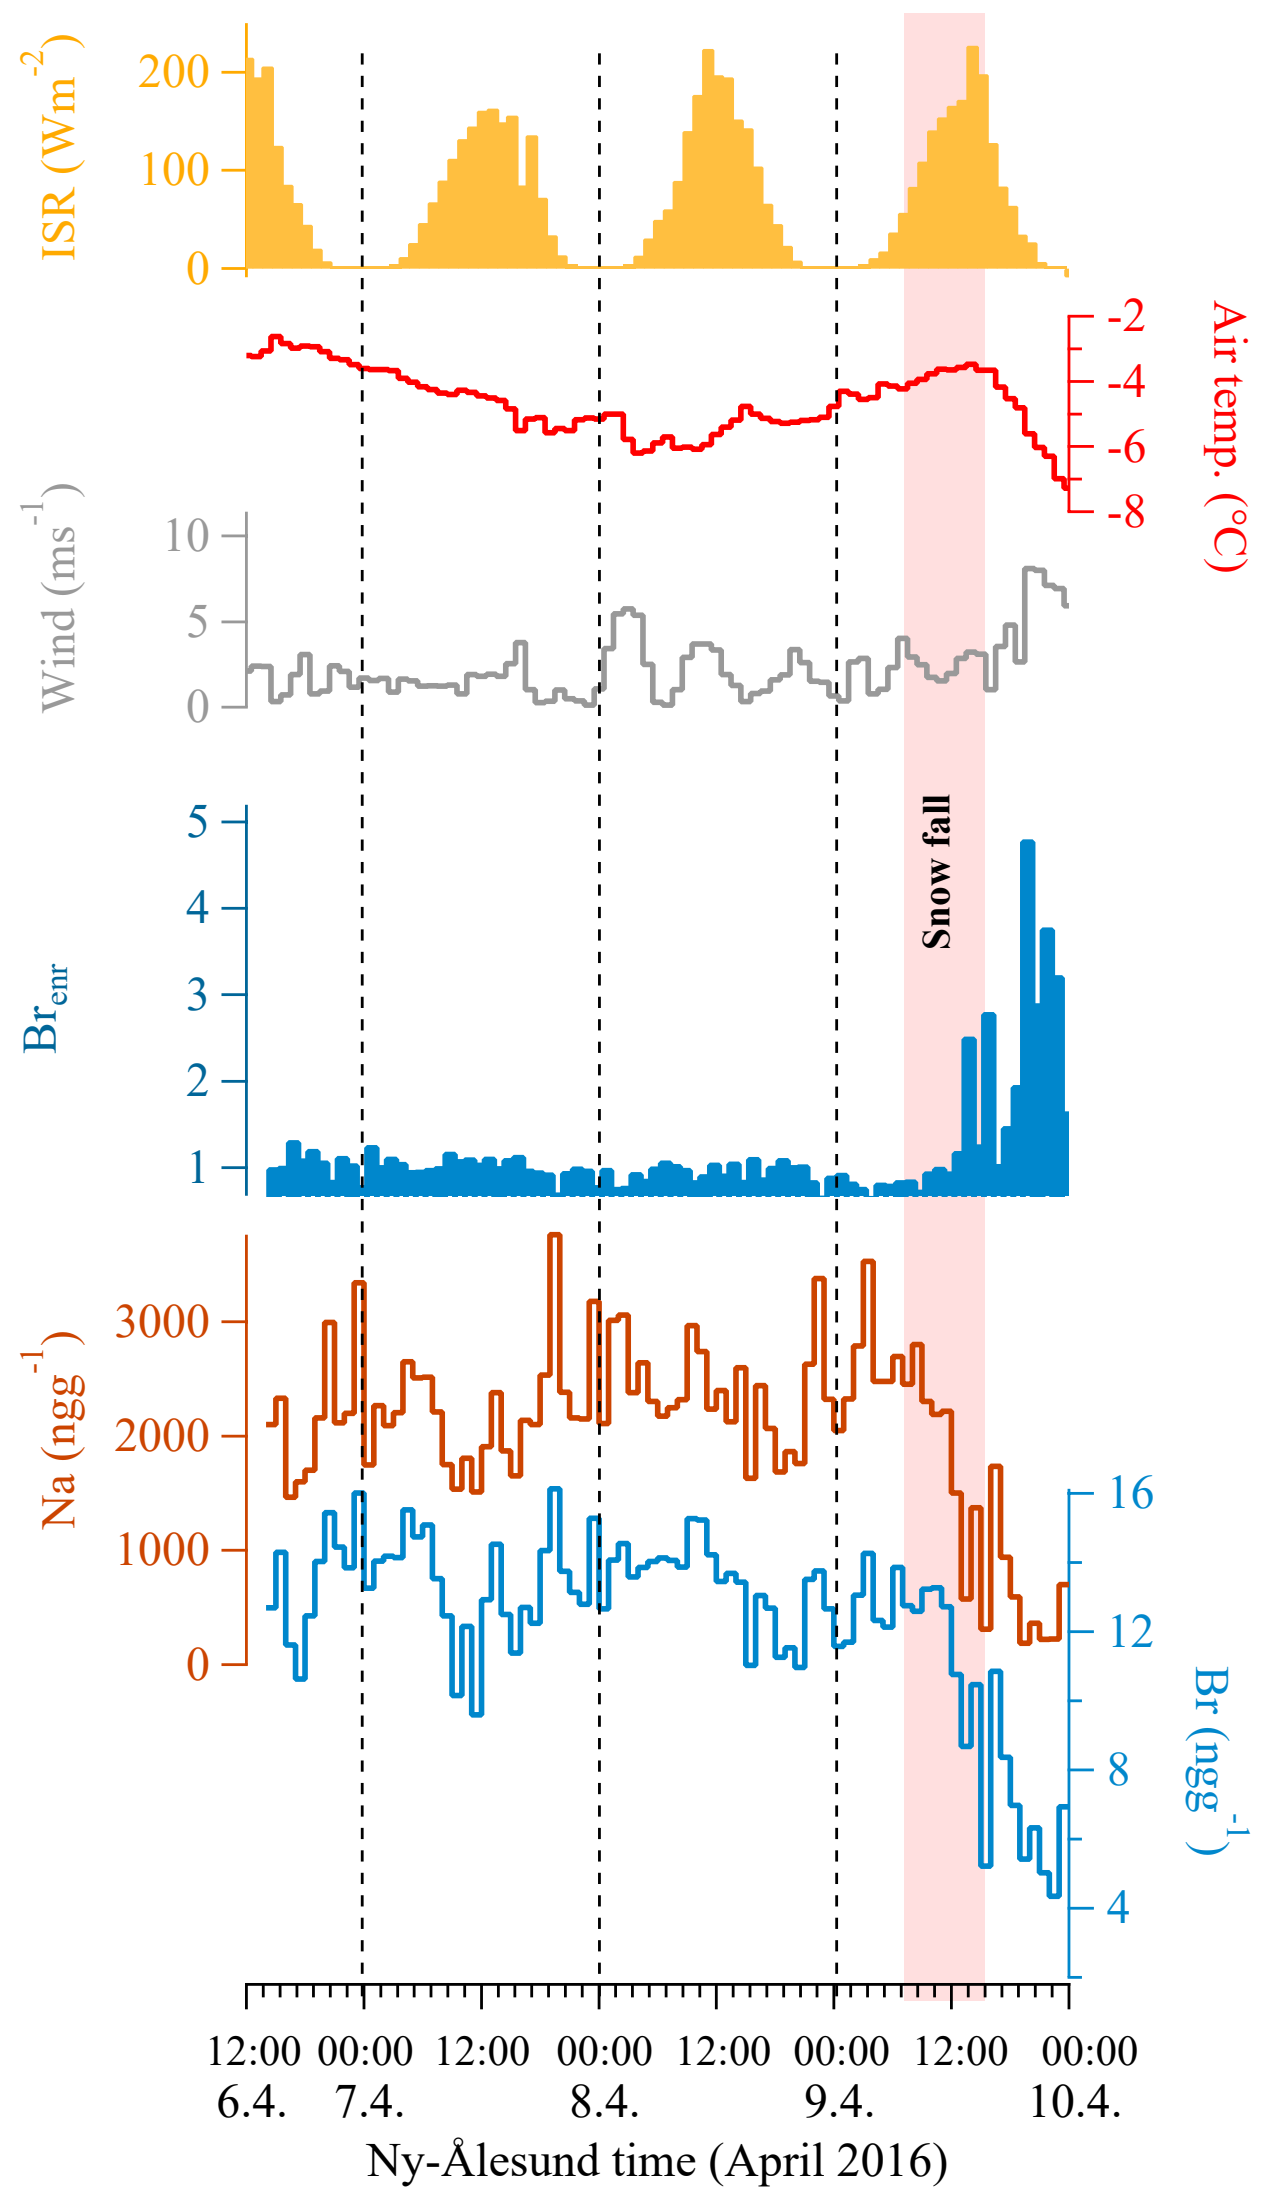 ISR (Wm-2)
200
100
0
Air temp. (°C)
-2
-4
-6
-8
Wind (ms-1)
10
5
0
Snow fall
Brenr
5
4
3
2
1
Na (ngg-1)
3000
2000
1000
0
Br (ngg-1)
16
12
8
4
12:00 00:00 12:00 00:00 12:00 00:00 12:00 00:00
6.4. 7.4. 8.4. 9.4. 10.4.
Ny-Ålesund time (April 2016)